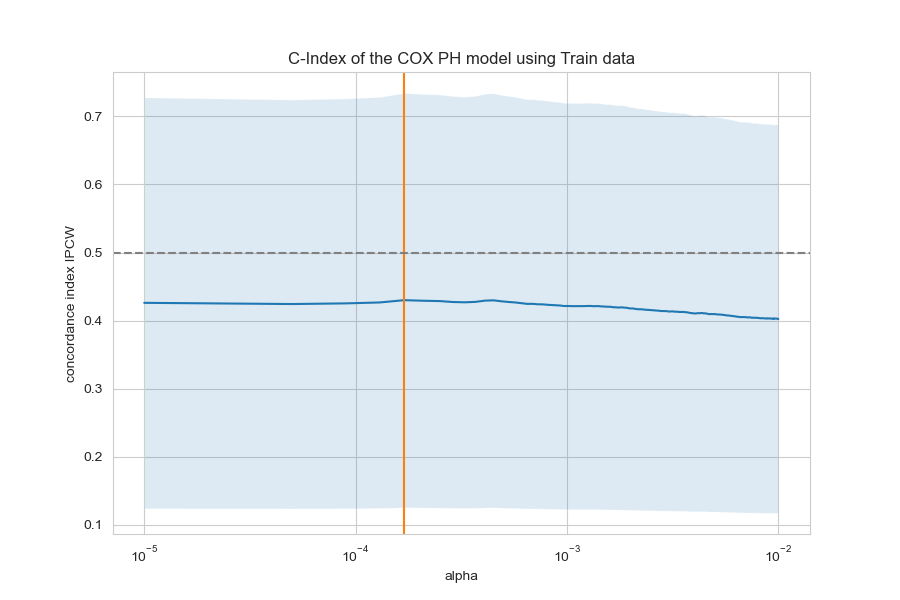 C-Index of the COX PH model using Train data
concordance index IPCW
0.7
0.6
0.5
0.4
0.3
0.2
0.1
10⁻⁵ 10⁻⁴ 10⁻³ 10⁻²
alpha